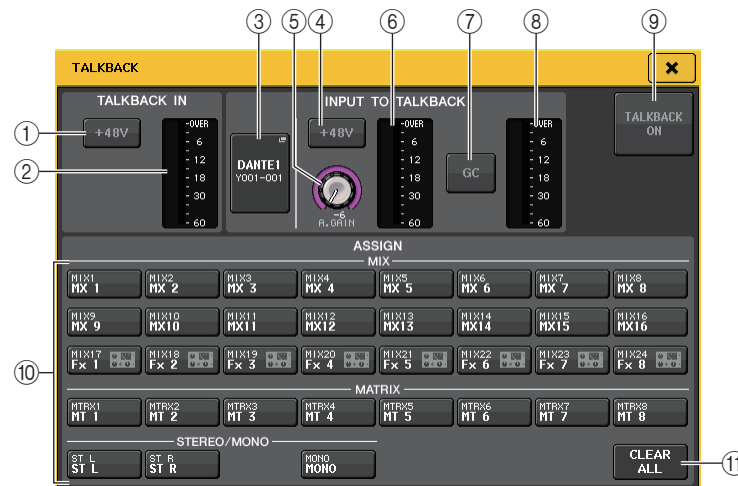 ③ ⑤ ④ ⑥ ⑦ ⑧ ⑨
TALKBACK
TALKBACK IN
INPUT TO TALKBACK
TALKBACK ON
① +48V
②
OVER
6
12
18
30
60
DANTE1
Y001-001
+48V
-6
A.GAIN
OVER
6
12
18
30
60
GC
OVER
6
12
18
30
60
ASSIGN
MIX
MIX1 MIX2 MIX3 MIX4 MIX5 MIX6 MIX7 MIX8
MX 1 MX 2 MX 3 MX 4 MX 5 MX 6 MX 7 MX 8
MIX9 MIX10 MIX11 MIX12 MIX13 MIX14 MIX15 MIX16
MX 9 MX10 MX11 MX12 MX13 MX14 MX15 MX16
⑩
MIX17 MIX18 MIX19 MIX20 MIX21 MIX22 MIX23 MIX24
Fx 1 Fx 2 Fx 3 Fx 4 Fx 5 Fx 6 Fx 7 Fx 8
MATRIX
MTRX1 MTRX2 MTRX3 MTRX4 MTRX5 MTRX6 MTRX7 MTRX8
MT 1 MT 2 MT 3 MT 4 MT 5 MT 6 MT 7 MT 8
STEREO/MONO
ST L ST R MONO
ST L ST R MONO
CLEAR ALL
⑪